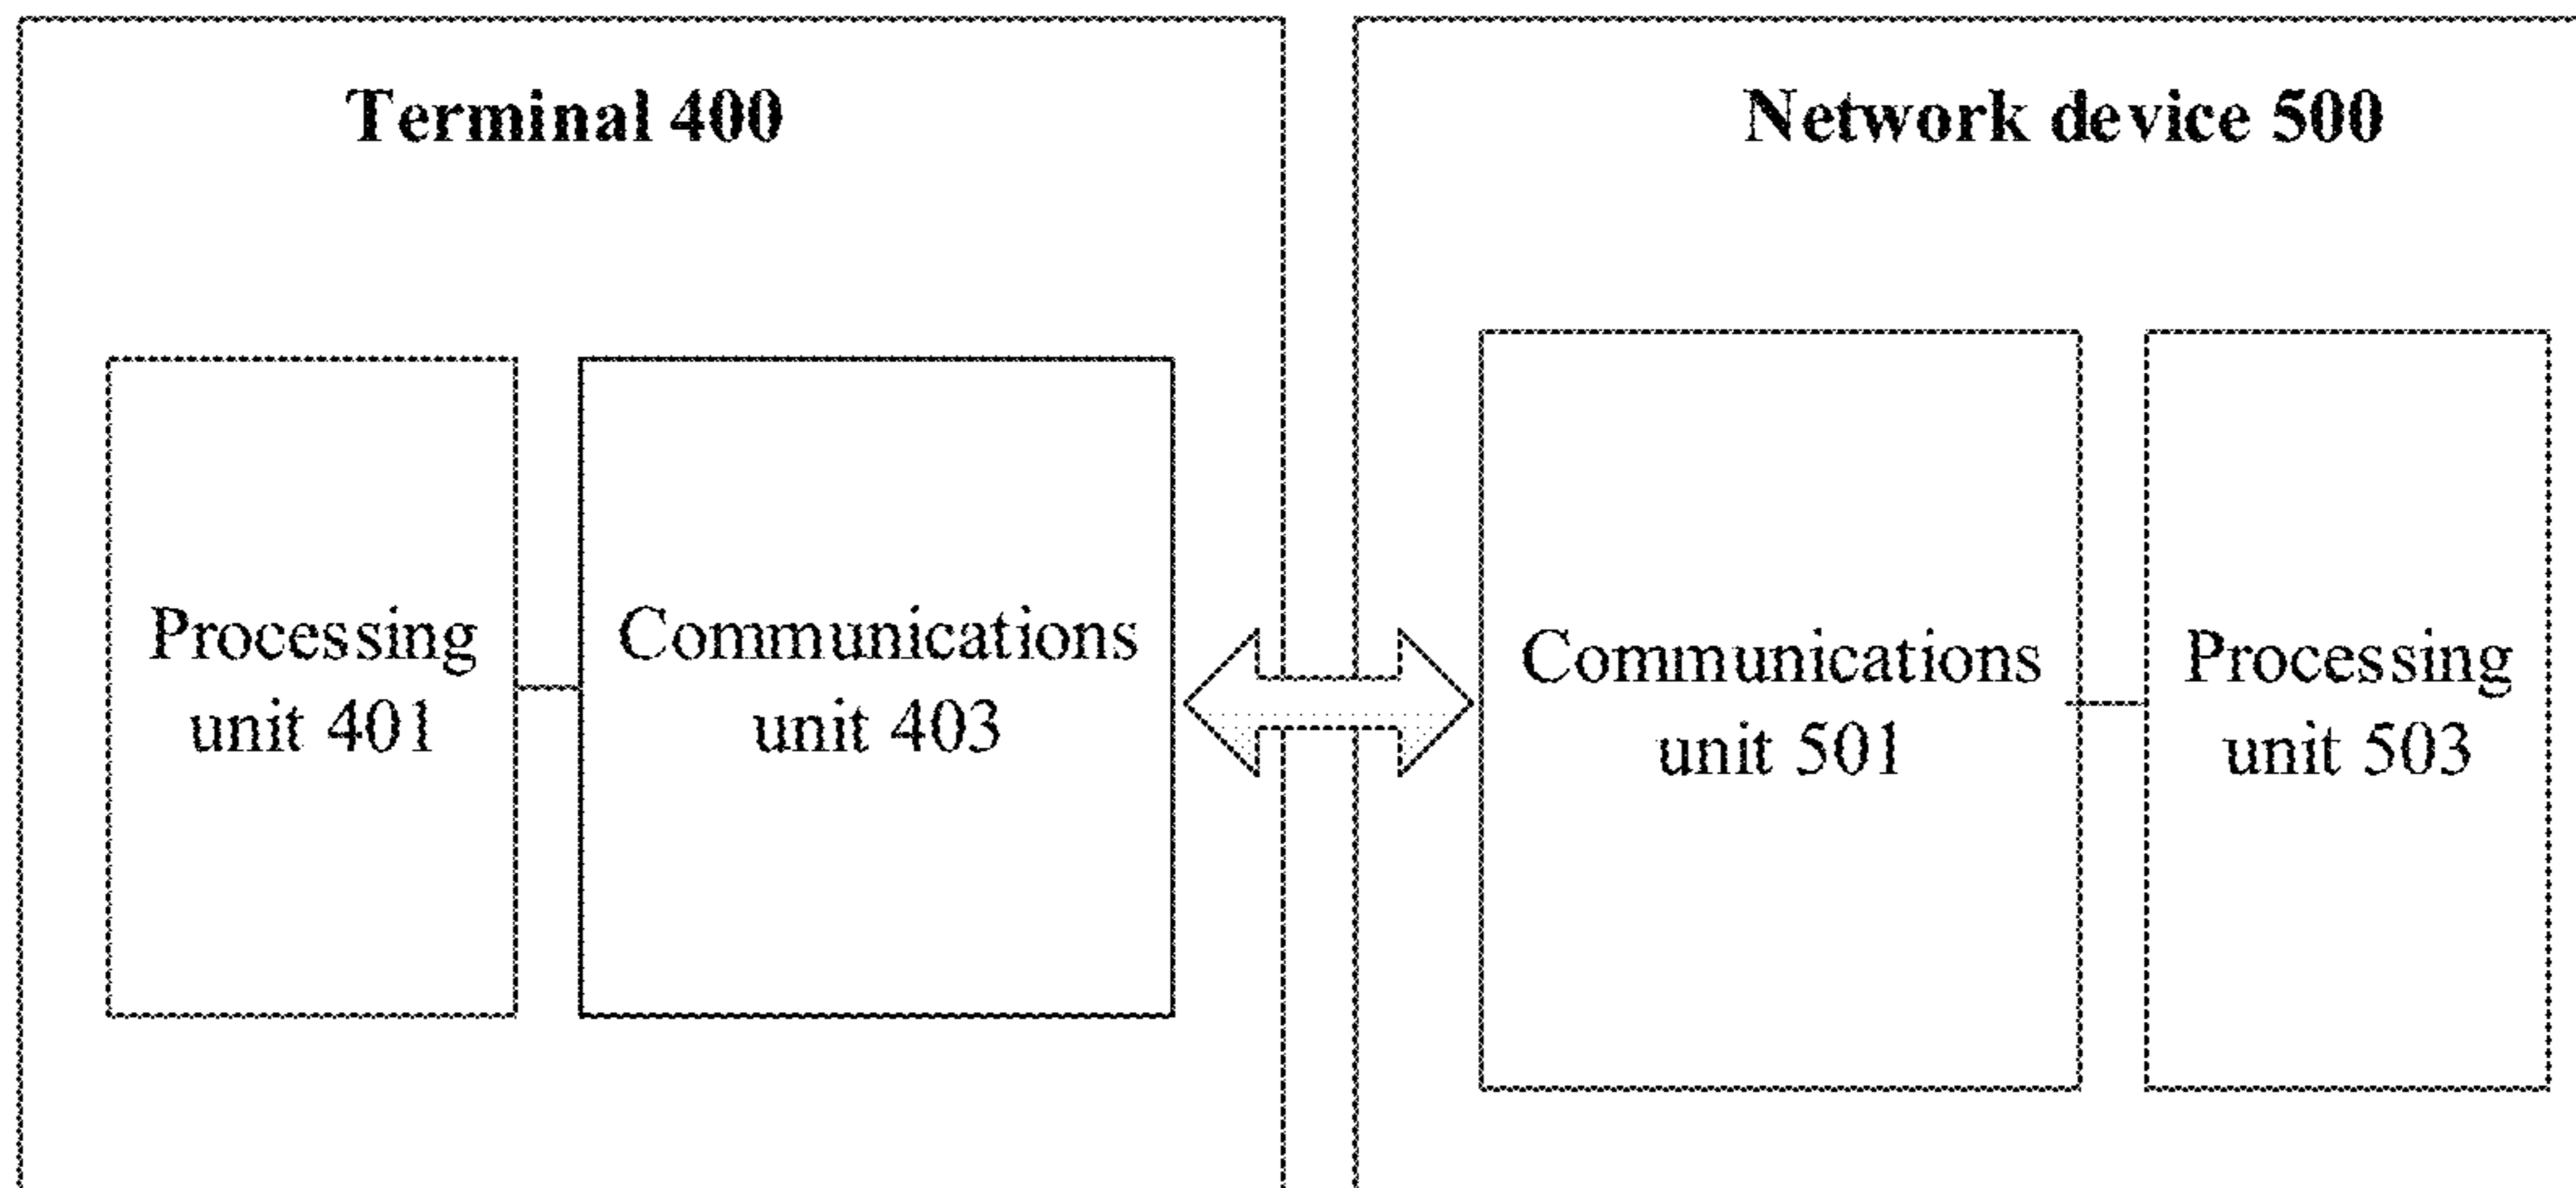 Terminal 400
Network device 500
Processing
unit 401
Communications
unit 403
Communications
unit 501
Processing
unit 503